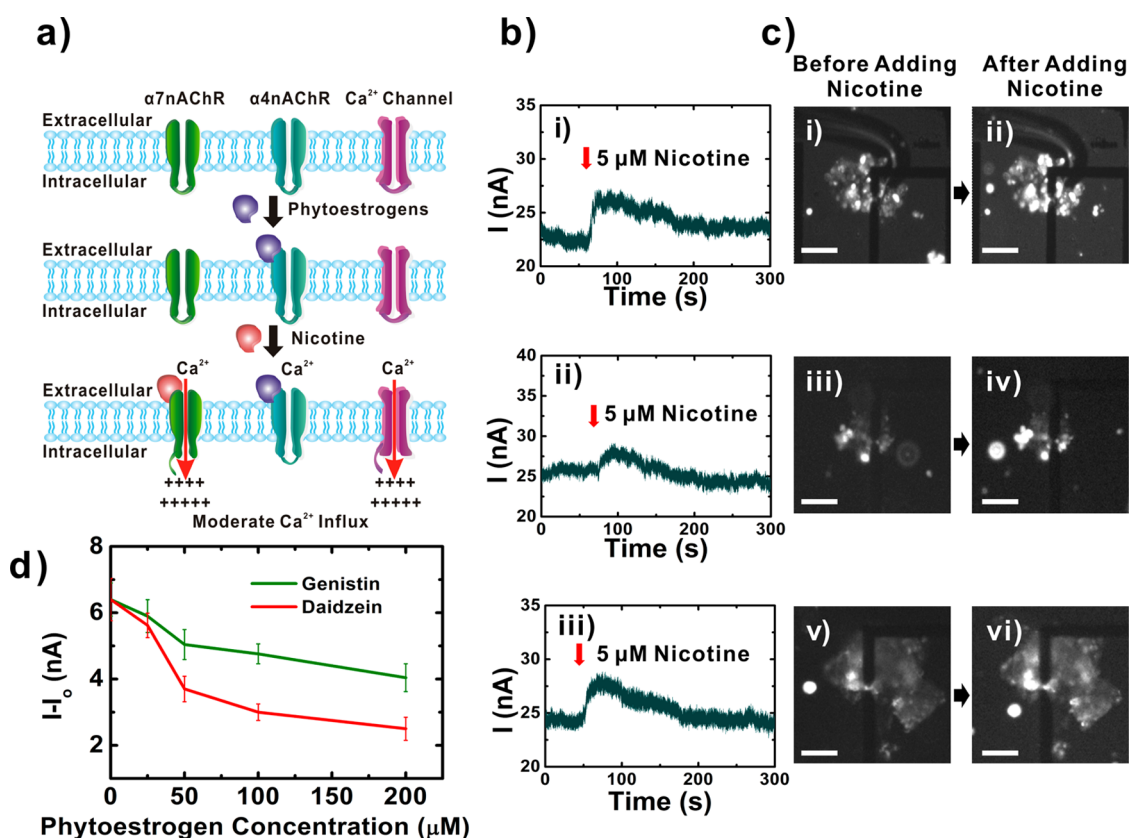 a)
α7nAChR α4nAChR Ca²⁺ Channel
Extracellular
Intracellular
Phytoestrogens
Extracellular
Intracellular
Nicotine
Ca²⁺ Ca²⁺ Ca²⁺
Extracellular
Intracellular
++++ ++++
+++++ +++++
Moderate Ca²⁺ Influx
b)
i)
5 μM Nicotine
I (nA)
35
30
25
20
0 100 200 300
Time (s)
ii)
5 μM Nicotine
I (nA)
40
35
30
25
20
0 100 200 300
Time (s)
iii)
5 μM Nicotine
I (nA)
35
30
25
20
0 100 200 300
Time (s)
c)
Before Adding
Nicotine
After Adding
Nicotine
i) ii)
iii) iv)
v) vi)
d)
Genistin
Daidzein
I-Iₒ (nA)
8
6
4
2
0 50 100 150 200
Phytoestrogen Concentration (μM)